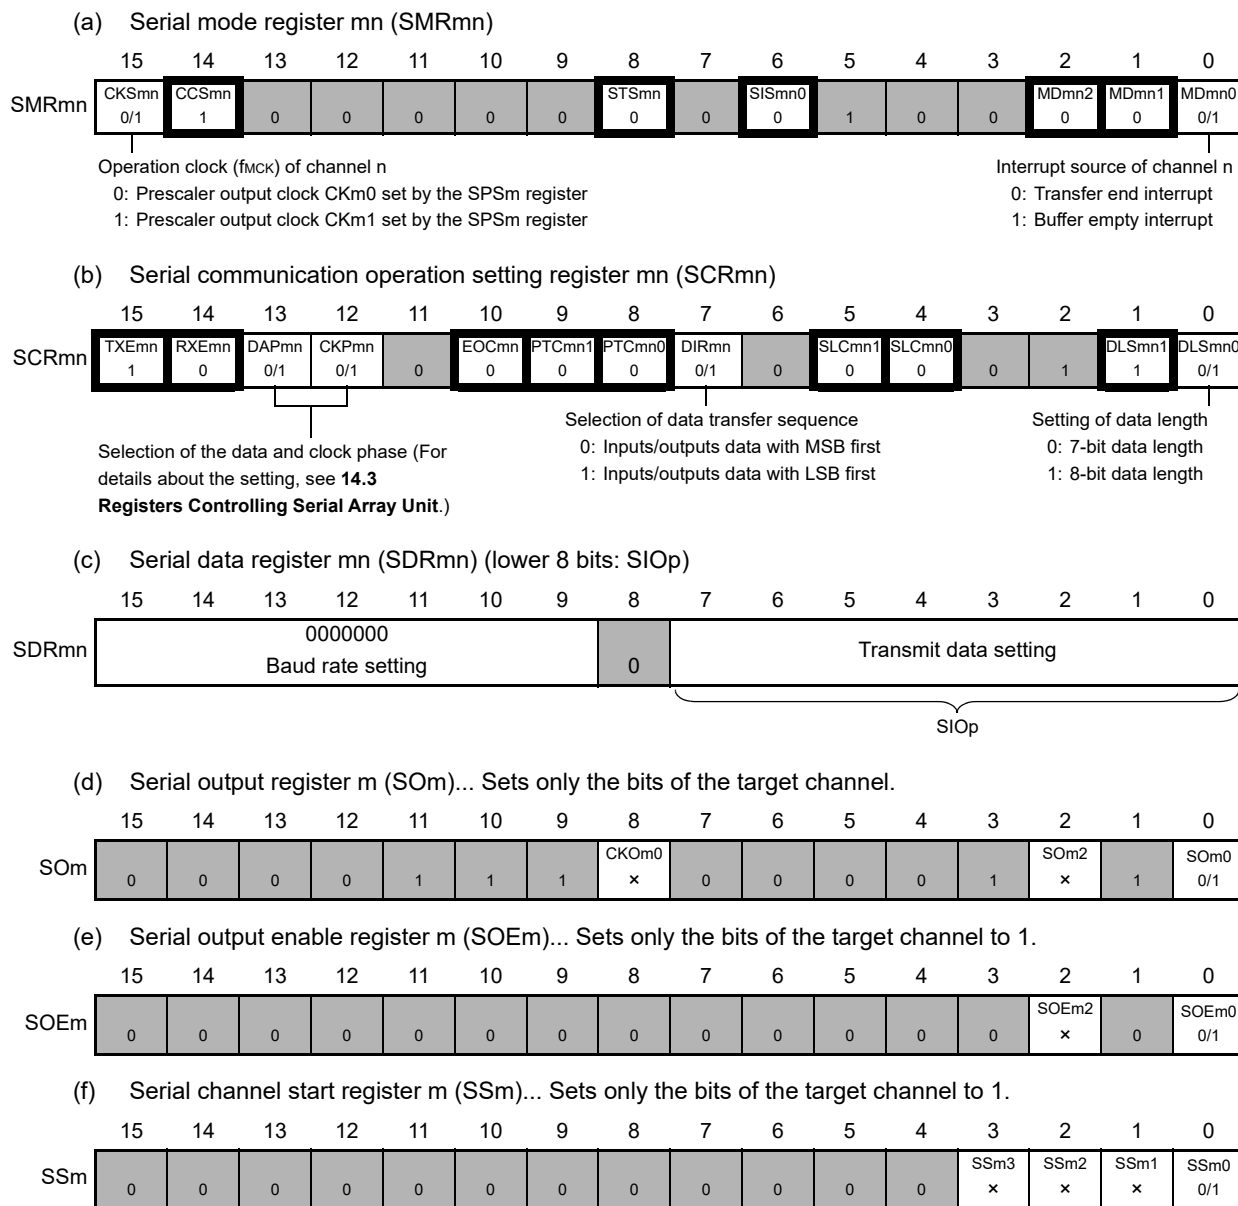 (a) Serial mode register mn (SMRmn)
15 14 13 12 11 10 9 8 7 6 5 4 3 2 1 0
SMRmn
CKSmn CCSmn STSmn SISmn0 MDmn2 MDmn1 MDmn0
0/1 1 0 0 0 0 0 0 0 0 1 0 0 0 0 0/1
Operation clock (fMCK) of channel n
0: Prescaler output clock CKm0 set by the SPSm register
1: Prescaler output clock CKm1 set by the SPSm register
Interrupt source of channel n
0: Transfer end interrupt
1: Buffer empty interrupt
(b) Serial communication operation setting register mn (SCRmn)
15 14 13 12 11 10 9 8 7 6 5 4 3 2 1 0
SCRmn
TXEmn RXEmn DAPmn CKPmn EOCmn PTCmn1 PTCmn0 DIRmn SLCmn1 SLCmn0 DLSmn1 DLSmn0
1 0 0/1 0/1 0 0 0 0 0/1 0 0 0 0 1 1 0/1
Selection of the data and clock phase (For
details about the setting, see 14.3
Registers Controlling Serial Array Unit.)
Selection of data transfer sequence
0: Inputs/outputs data with MSB first
1: Inputs/outputs data with LSB first
Setting of data length
0: 7-bit data length
1: 8-bit data length
(c) Serial data register mn (SDRmn) (lower 8 bits: SIOp)
15 14 13 12 11 10 9 8 7 6 5 4 3 2 1 0
SDRmn
0000000
Baud rate setting
0
Transmit data setting
SIOp
(d) Serial output register m (SOm)... Sets only the bits of the target channel.
15 14 13 12 11 10 9 8 7 6 5 4 3 2 1 0
SOm
CKOm0 SOm2 SOm0
0 0 0 0 1 1 1 × 0 0 0 0 1 × 1 0/1
(e) Serial output enable register m (SOEm)... Sets only the bits of the target channel to 1.
15 14 13 12 11 10 9 8 7 6 5 4 3 2 1 0
SOEm
SOEm2 SOEm0
0 0 0 0 0 0 0 0 0 0 0 0 0 × 0 0/1
(f) Serial channel start register m (SSm)... Sets only the bits of the target channel to 1.
15 14 13 12 11 10 9 8 7 6 5 4 3 2 1 0
SSm
SSm3 SSm2 SSm1 SSm0
0 0 0 0 0 0 0 0 0 0 0 0 × × × 0/1